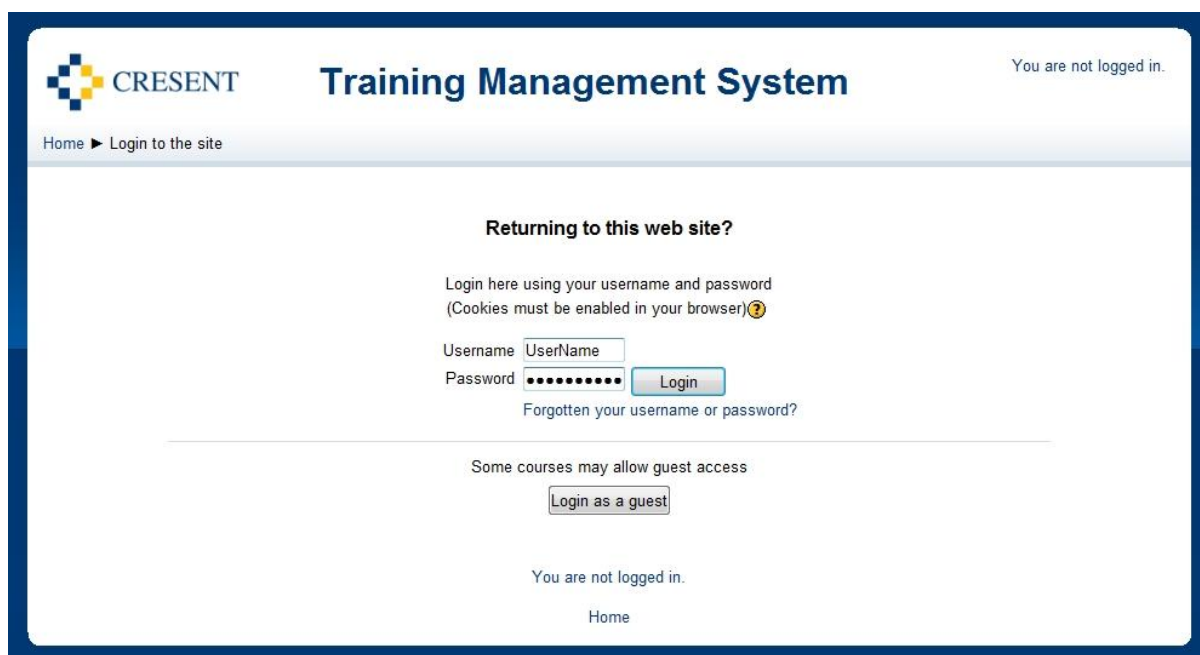 CRESENT
Training Management System
You are not logged in.
Home ► Login to the site
Returning to this web site?
Login here using your username and password
(Cookies must be enabled in your browser)?
Username UserName
Password ●●●●●●●●●● Login
Forgotten your username or password?
Some courses may allow guest access
Login as a guest
You are not logged in.
Home